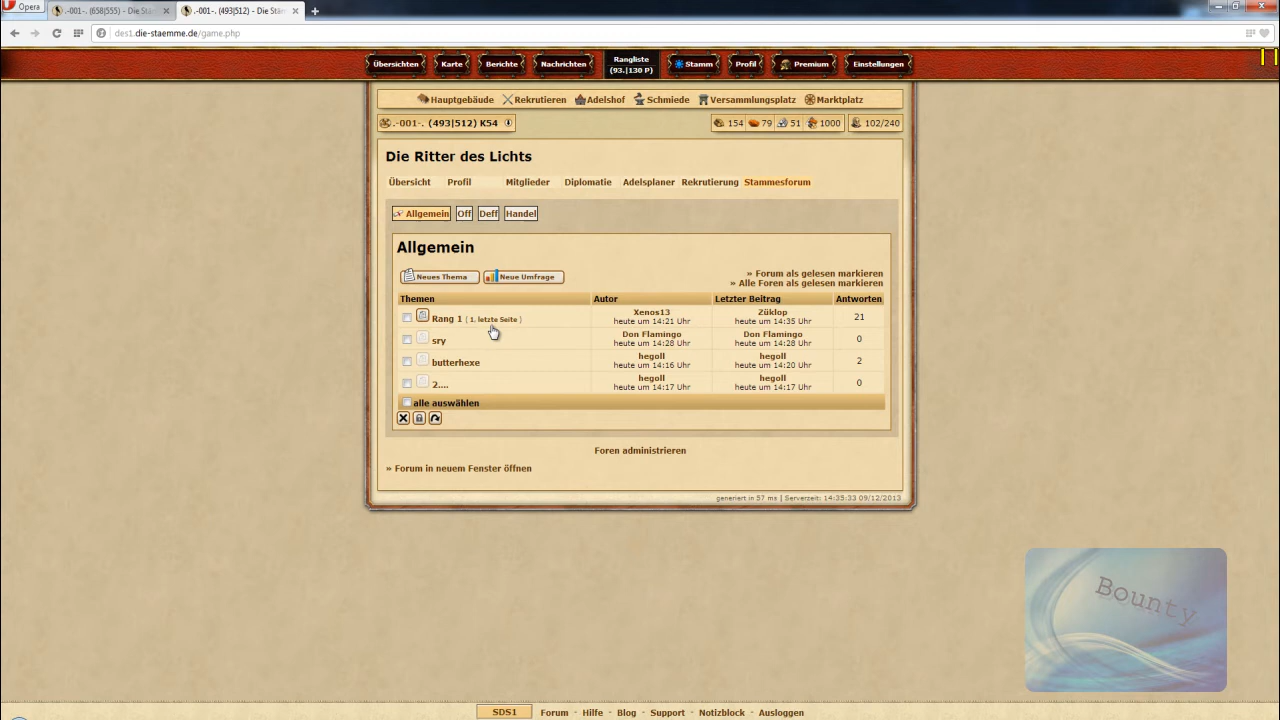 Opera
.-001-. (658|555) - Die Stä
.-001-. (493|512) - Die Stä
des1.die-staemme.de/game.php
Übersichten Karte Berichte Nachrichten Rangliste Stamm Profil Premium Einstellungen
(93.|130 P)
Hauptgebäude Rekrutieren Adelshof Schmiede Versammlungsplatz Marktplatz
.-001-. (493|512) K54 154 79 51 1000 102/240
Die Ritter des Lichts
Übersicht Profil Mitglieder Diplomatie Adelsplaner Rekrutierung Stammesforum
Allgemein Off Deff Handel
Allgemein
Neues Thema Neue Umfrage
» Forum als gelesen markieren
» Alle Foren als gelesen markieren
Themen Autor Letzter Beitrag Antworten
Rang 1 ( 1. letzte Seite ) Xenos13 Züklop 21
heute um 14:21 Uhr heute um 14:35 Uhr
sry Don Flamingo Don Flamingo 0
heute um 14:28 Uhr heute um 14:28 Uhr
butterhexe hegoll hegoll 2
heute um 14:16 Uhr heute um 14:20 Uhr
2.... hegoll hegoll 0
heute um 14:17 Uhr heute um 14:17 Uhr
alle auswählen
Foren administrieren
» Forum in neuem Fenster öffnen
generiert in 57 ms | Serverzeit: 14:35:33 09/12/2013
Bounty
SDS1 Forum - Hilfe - Blog - Support - Notizblock - Ausloggen